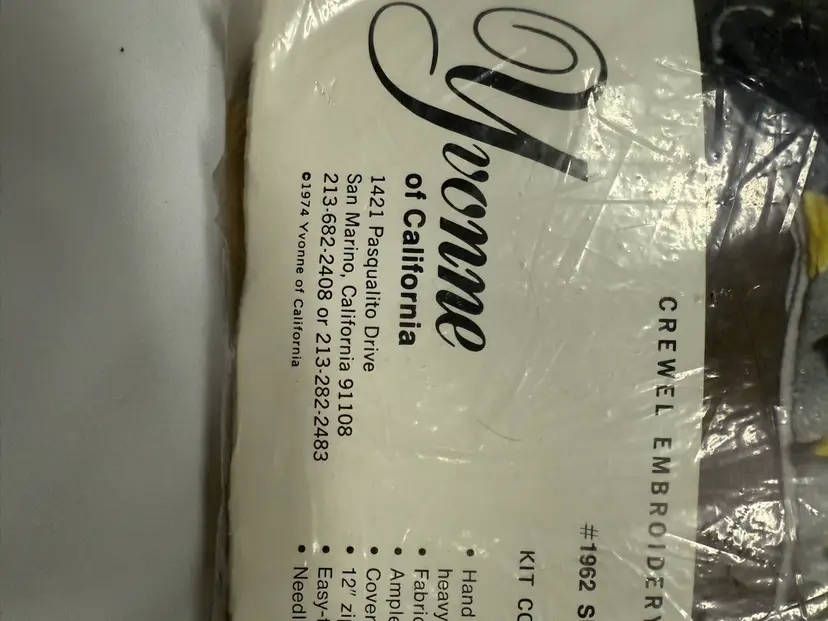 CREWEL EMBROIDERY
#1962 S
KIT CO
Yvonne
of California
1421 Pasqualito Drive
San Marino, California 91108
213-682-2408 or 213-282-2483
©1974 Yvonne of California
• Hand
heavy
• Fabric
• Ample
• Cover
• 12" zi
• Easy-t
• Needl